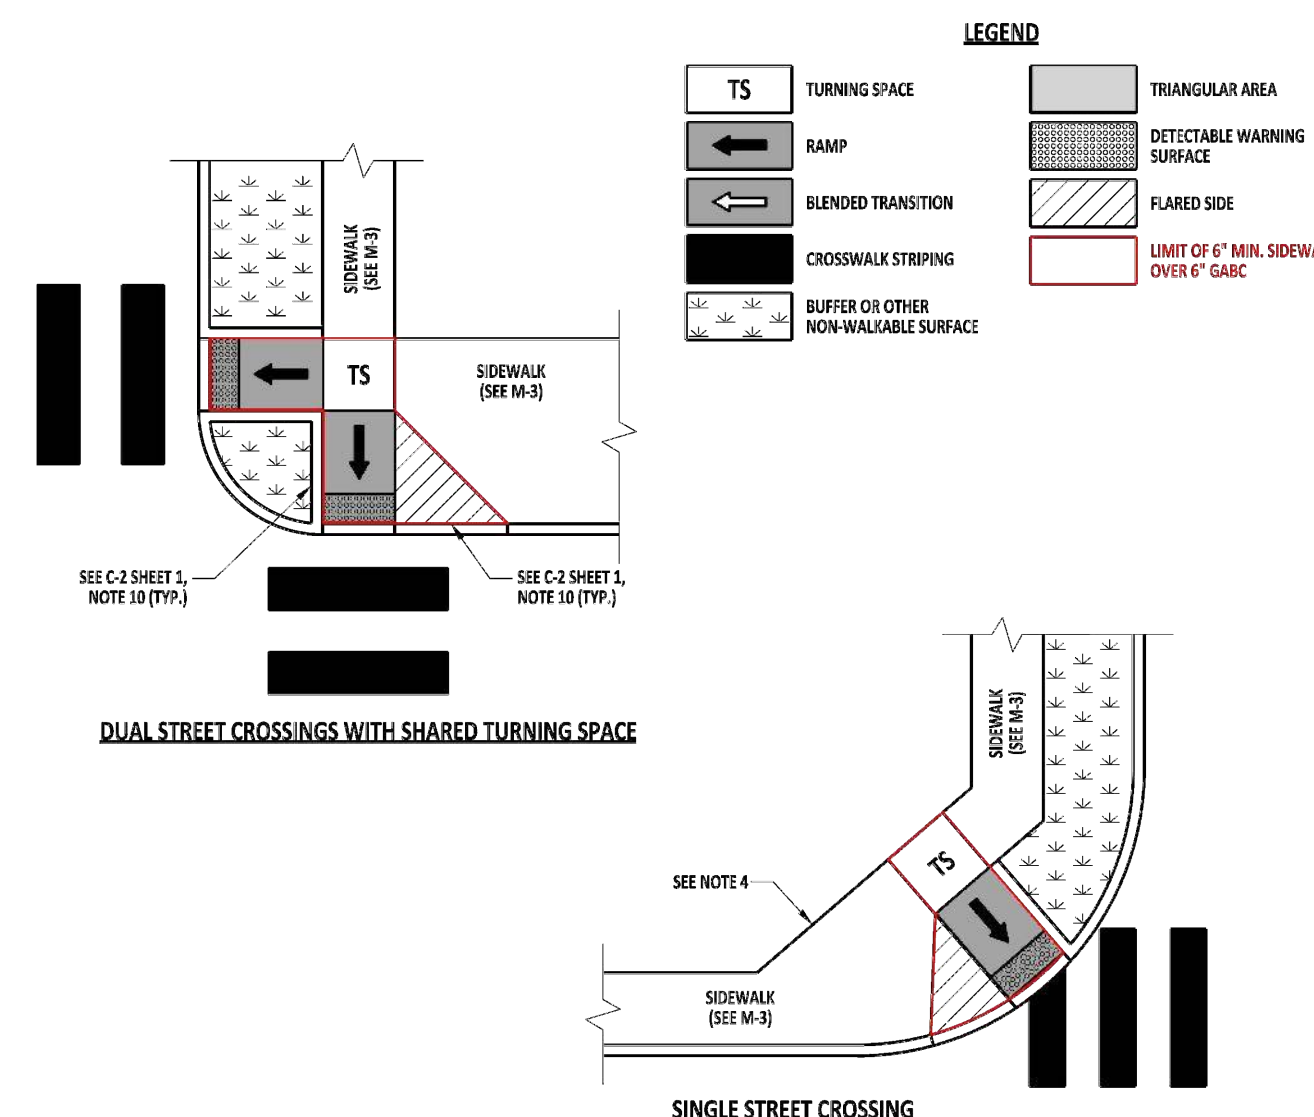 LEGEND
TS
TURNING SPACE
RAMP
BLENDED TRANSITION
CROSSWALK STRIPING
BUFFER OR OTHER
NON-WALKABLE SURFACE
TRIANGULAR AREA
DETECTABLE WARNING
SURFACE
FLARED SIDE
LIMIT OF 6" MIN. SIDEWA
OVER 6" GABC
SIDEWALK
(SEE M-3)
TS
SIDEWALK
(SEE M-3)
SEE C-2 SHEET 1,
NOTE 10 (TYP.)
SEE C-2 SHEET 1,
NOTE 10 (TYP.)
DUAL STREET CROSSINGS WITH SHARED TURNING SPACE
SIDEWALK
(SEE M-3)
TS
SEE NOTE 4
SIDEWALK
(SEE M-3)
SINGLE STREET CROSSING